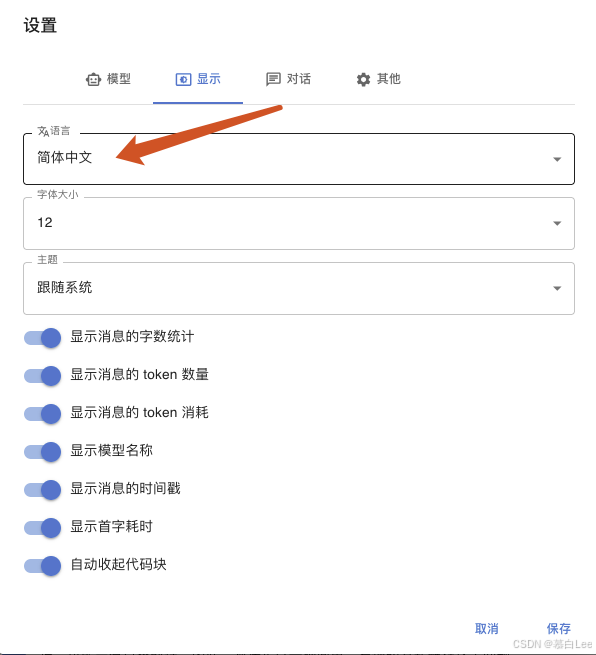 设置
模型 显示 对话 其他
语言
简体中文
字体大小
12
主题
跟随系统
显示消息的字数统计
显示消息的 token 数量
显示消息的 token 消耗
显示模型名称
显示消息的时间戳
显示首字耗时
自动收起代码块
取消 保存
CSDN @慕白Lee